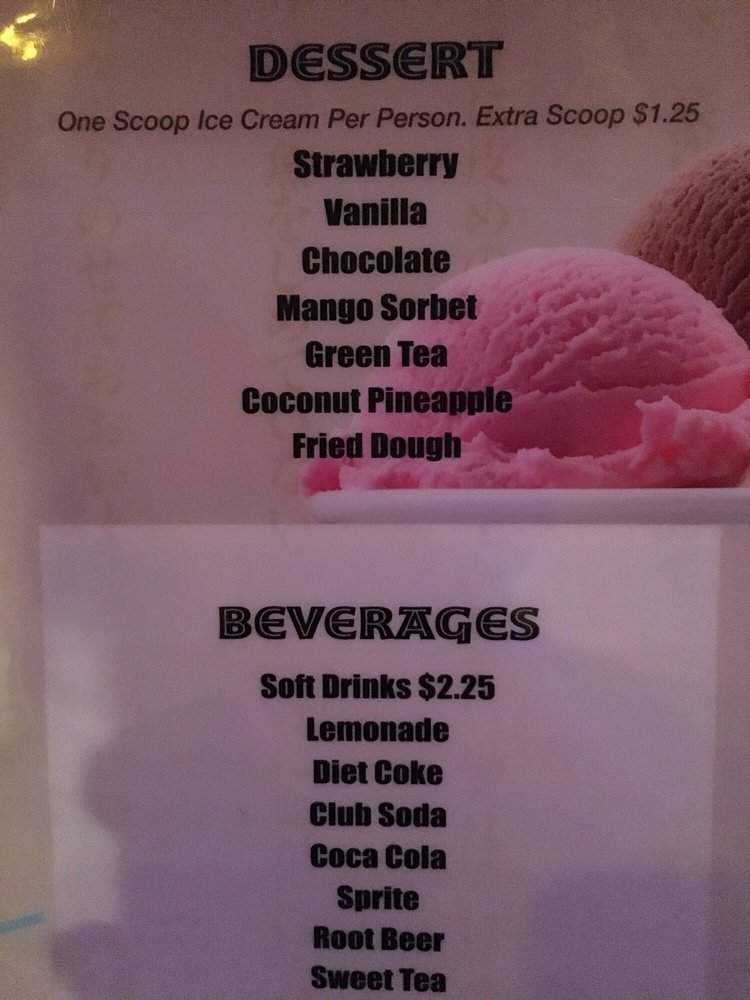 DESSERT
One Scoop Ice Cream Per Person. Extra Scoop $1.25
Strawberry
Vanilla
Chocolate
Mango Sorbet
Green Tea
Coconut Pineapple
Fried Dough
BEVERAGES
Soft Drinks $2.25
Lemonade
Diet Coke
Club Soda
Coca Cola
Sprite
Root Beer
Sweet Tea